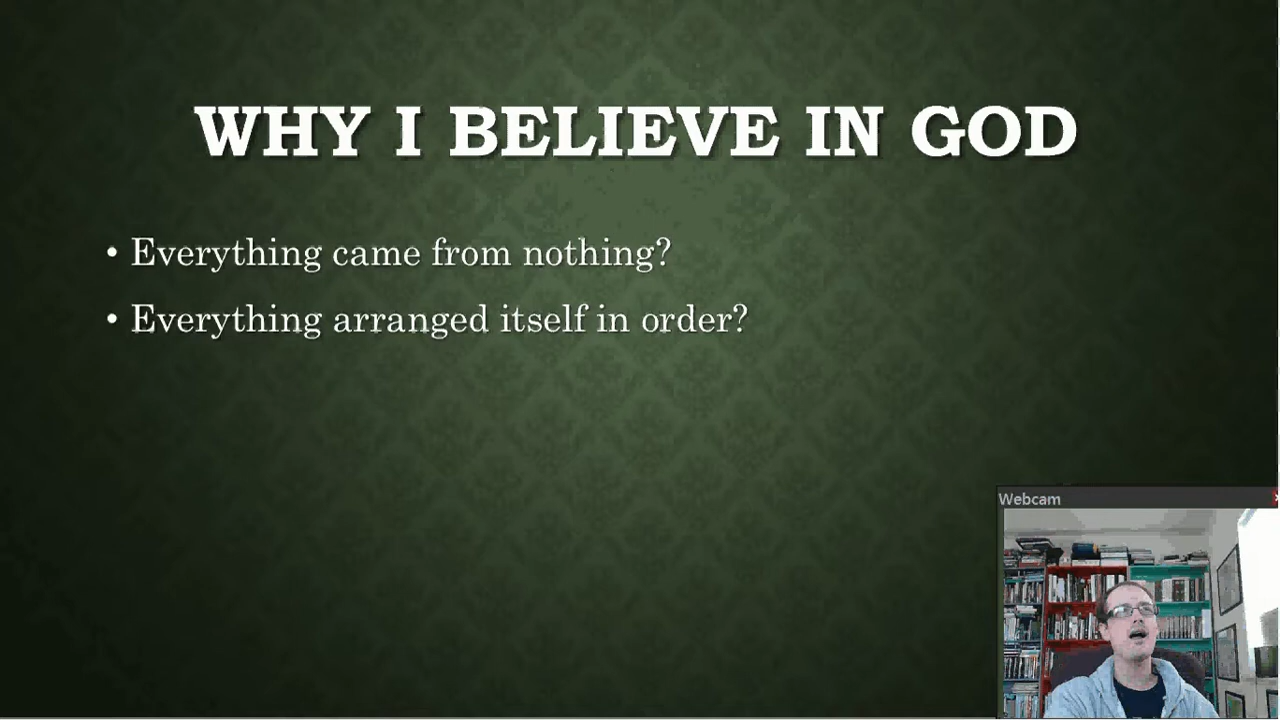 WHY I BELIEVE IN GOD
• Everything came from nothing?
• Everything arranged itself in order?
Webcam